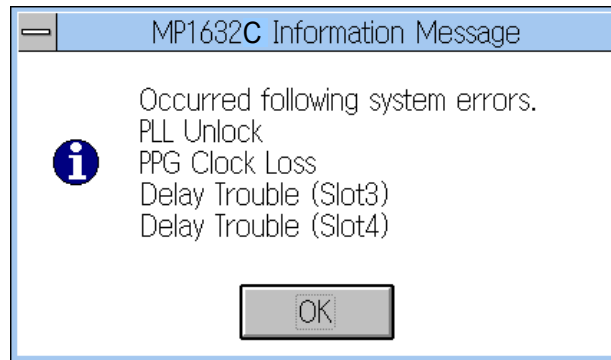 MP1632C Information Message
Occurred following system errors.
PLL Unlock
PPG Clock Loss
Delay Trouble (Slot3)
Delay Trouble (Slot4)
OK